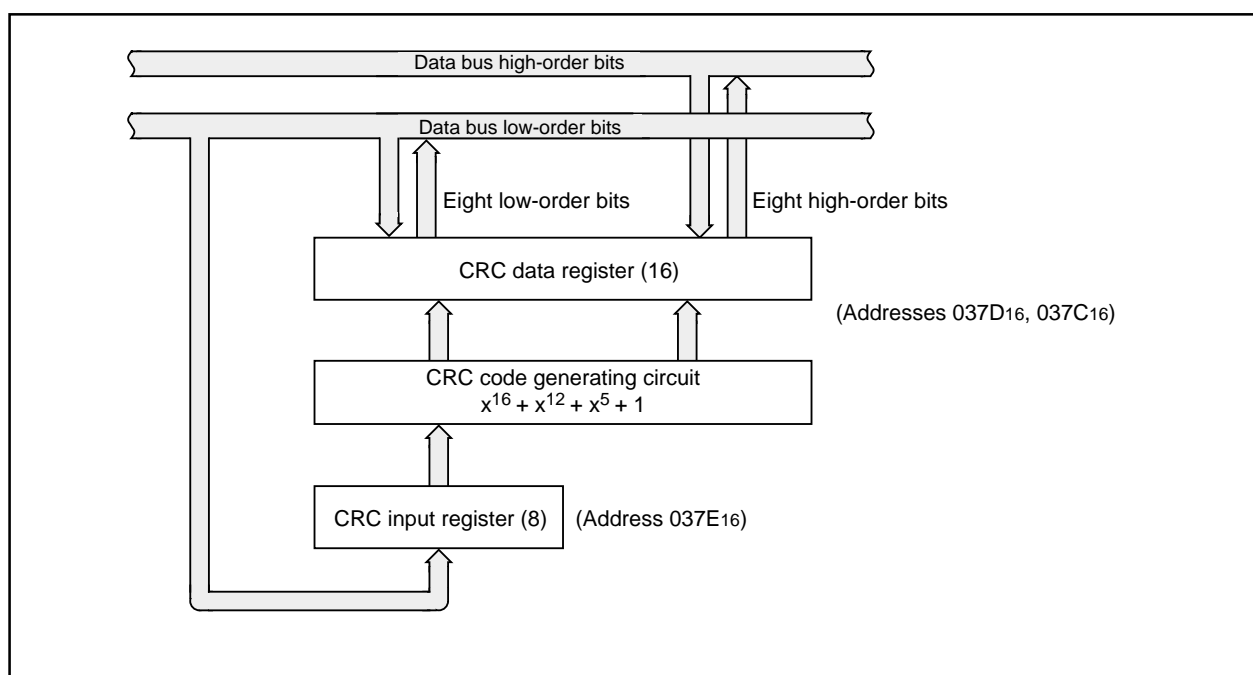 Data bus high-order bits
Data bus low-order bits
Eight low-order bits
Eight high-order bits
CRC data register (16)
(Addresses 037D₁₆, 037C₁₆)
CRC code generating circuit
x¹⁶ + x¹² + x⁵ + 1
CRC input register (8)
(Address 037E₁₆)